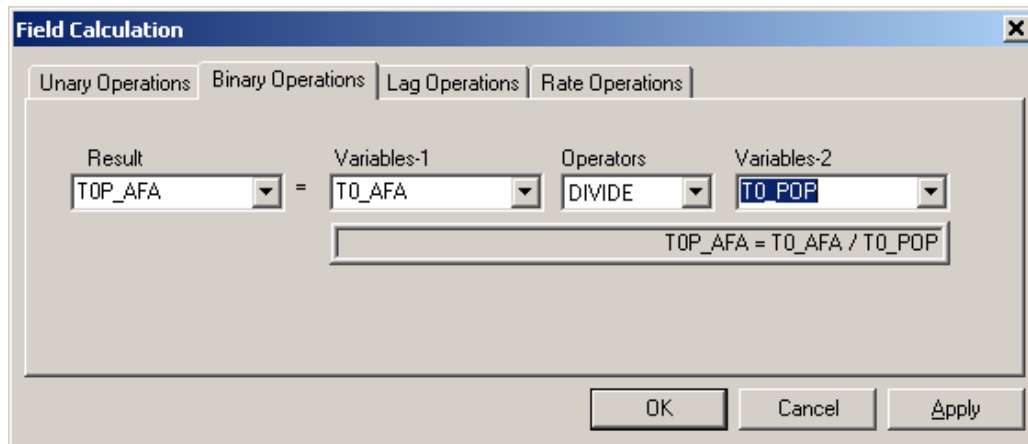 Field Calculation
Unary Operations Binary Operations Lag Operations Rate Operations
Result Variables-1 Operators Variables-2
T0P_AFA = T0_AFA DIVIDE T0_POP
T0P_AFA = T0_AFA / T0_POP
OK Cancel Apply